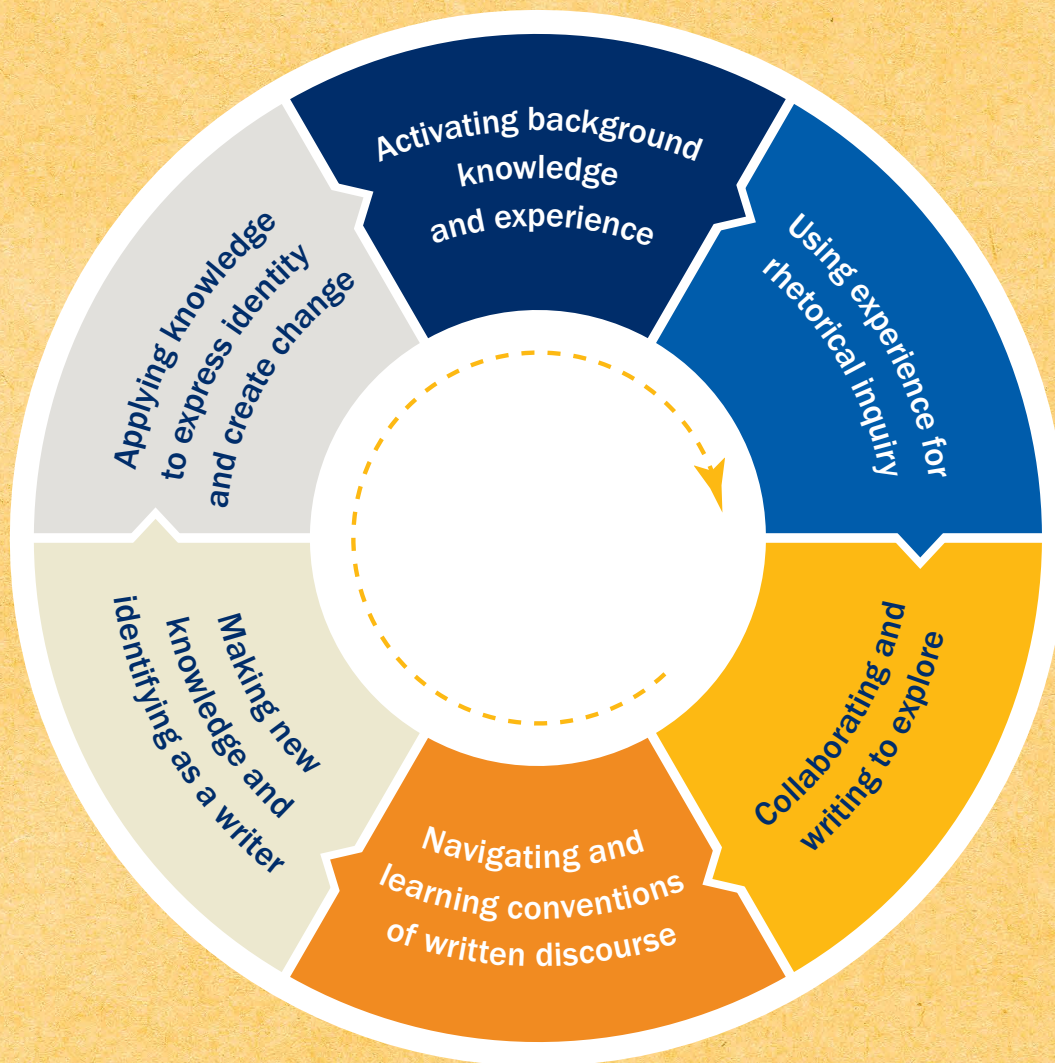 Activating background
knowledge
and experience
Using experience for
rhetorical inquiry
Collaborating and
writing to explore
Navigating and
learning conventions
of written discourse
Making new
knowledge and
identifying as a writer
Applying knowledge
to express identity
and create change